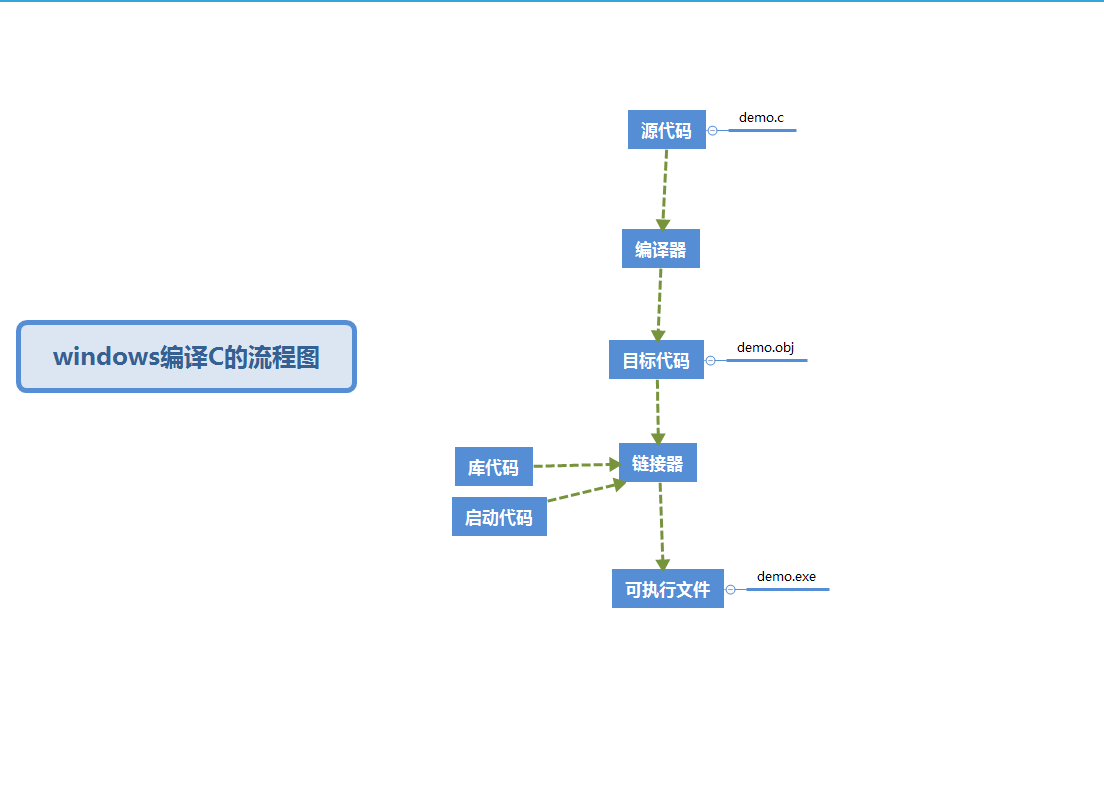 源代码
demo.c
编译器
windows编译C的流程图
目标代码
demo.obj
库代码
链接器
启动代码
可执行文件
demo.exe